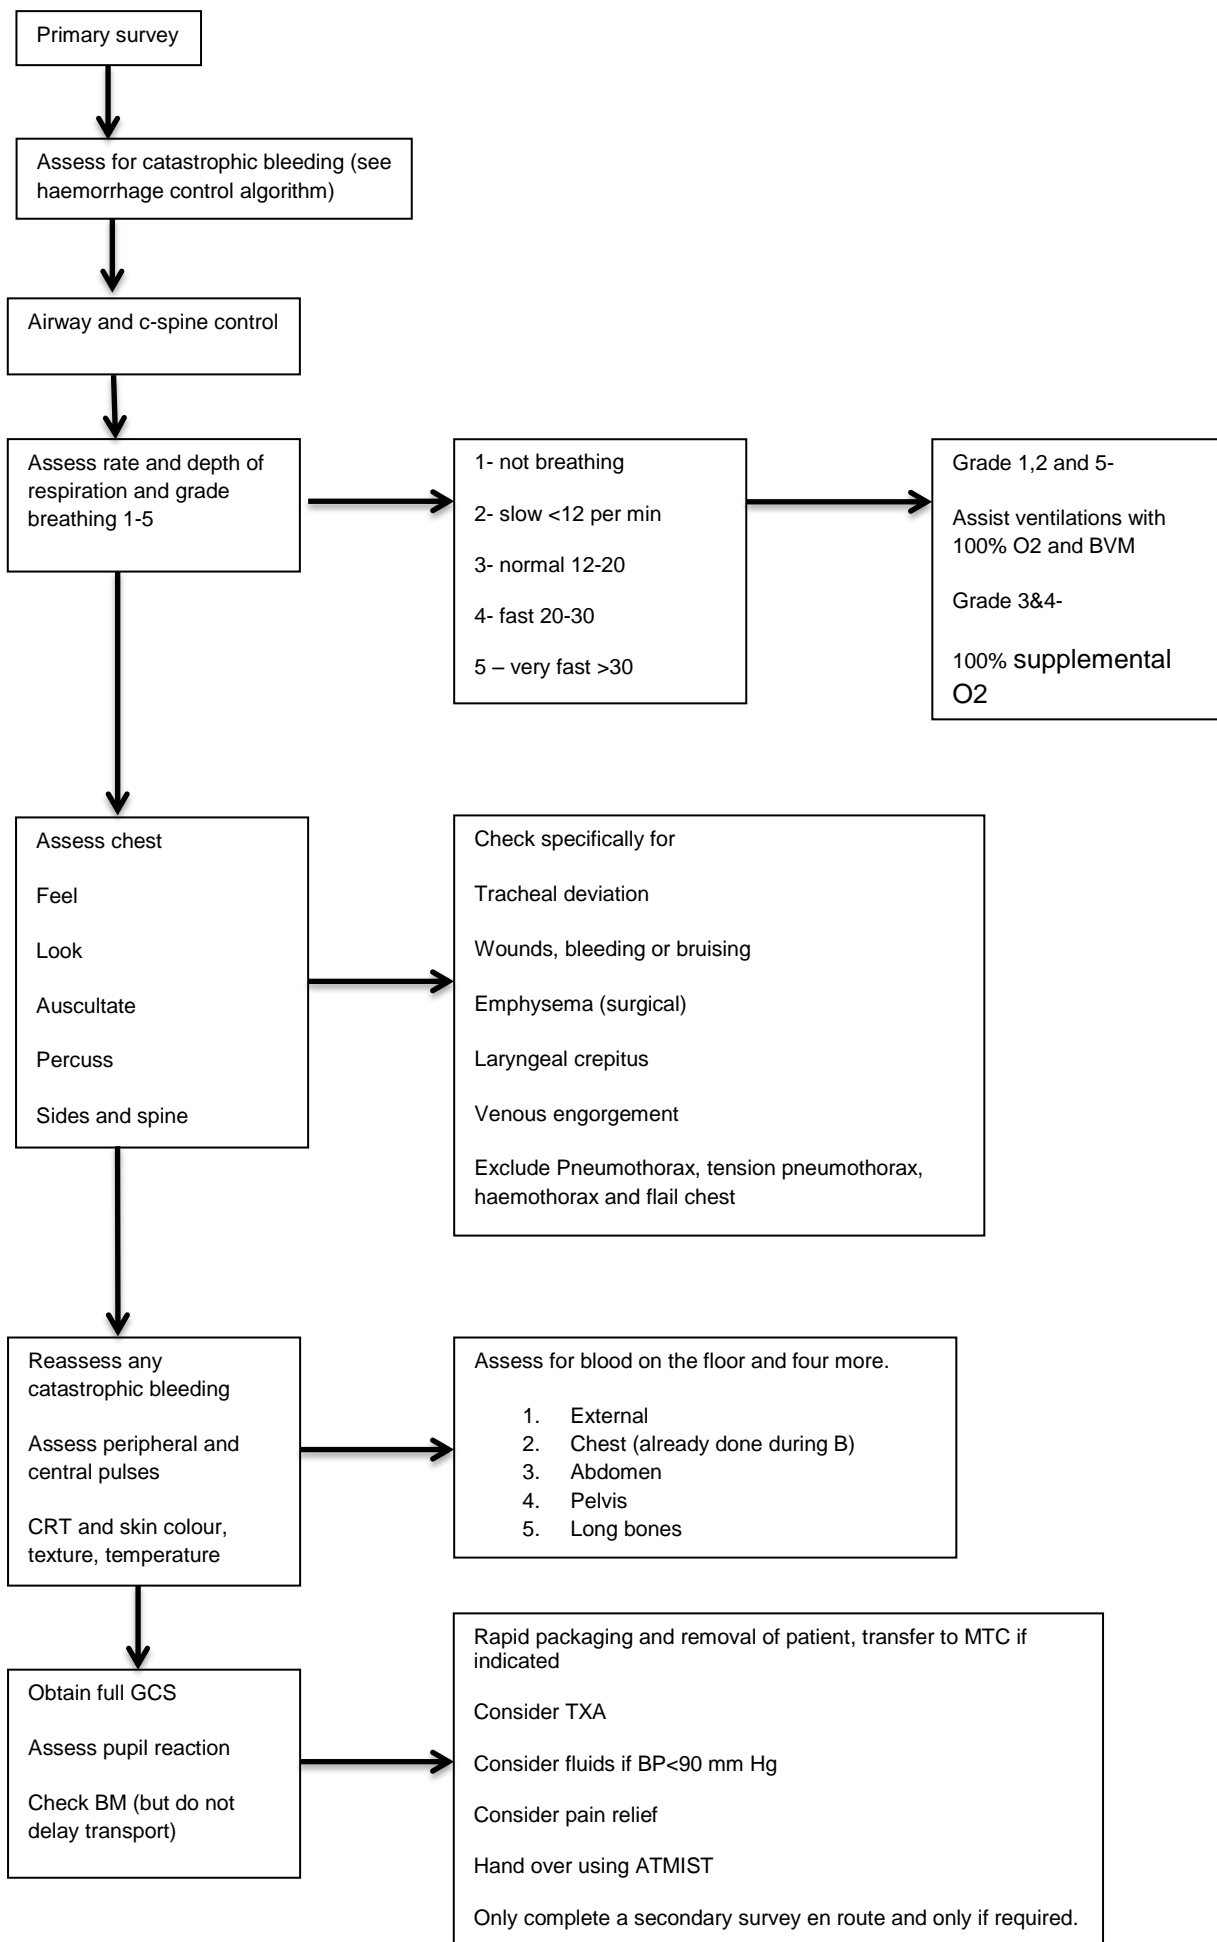 Primary survey
Assess for catastrophic bleeding (see
haemorrhage control algorithm)
Airway and c-spine control
Assess rate and depth of
respiration and grade
breathing 1-5
1- not breathing
2- slow <12 per min
3- normal 12-20
4- fast 20-30
5 – very fast >30
Grade 1,2 and 5-
Assist ventilations with
100% O2 and BVM
Grade 3&4-
100% supplemental
O2
Assess chest
Feel
Look
Auscultate
Percuss
Sides and spine
Check specifically for
Tracheal deviation
Wounds, bleeding or bruising
Emphysema (surgical)
Laryngeal crepitus
Venous engorgement
Exclude Pneumothorax, tension pneumothorax,
haemothorax and flail chest
Reassess any
catastrophic bleeding
Assess peripheral and
central pulses
CRT and skin colour,
texture, temperature
Assess for blood on the floor and four more.
1. External
2. Chest (already done during B)
3. Abdomen
4. Pelvis
5. Long bones
Obtain full GCS
Assess pupil reaction
Check BM (but do not
delay transport)
Rapid packaging and removal of patient, transfer to MTC if
indicated
Consider TXA
Consider fluids if BP<90 mm Hg
Consider pain relief
Hand over using ATMIST
Only complete a secondary survey en route and only if required.